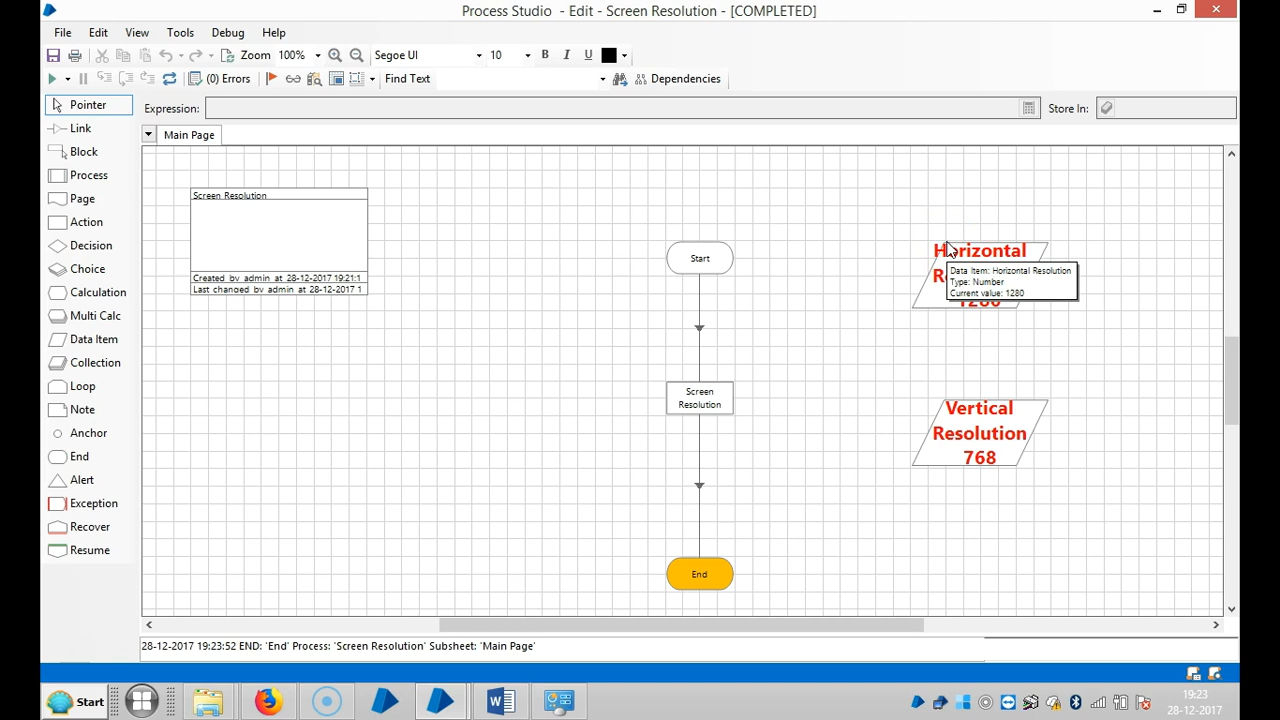 Process Studio - Edit - Screen Resolution - [COMPLETED]
File Edit View Tools Debug Help
Zoom 100% Segoe UI 10 B I U
(0) Errors Find Text Dependencies
Pointer
Expression: Store In:
Link
Main Page
Block
Process
Page
Action
Decision
Choice
Calculation
Multi Calc
Data Item
Collection
Loop
Note
Anchor
End
Alert
Exception
Recover
Resume
Screen Resolution
Created by admin at 28-12-2017 19:21:1
Last changed by admin at 28-12-2017 1
Start
Screen
Resolution
End
Horizontal
Data Item: Horizontal Resolution
Type: Number
Current value: 1280
1280
Vertical
Resolution
768
28-12-2017 19:23:52 END: 'End' Process: 'Screen Resolution' Subsheet: 'Main Page'
Start
19:23
28-12-2017